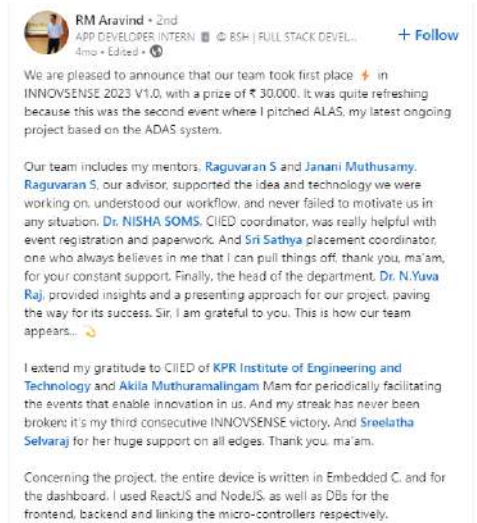 RM Aravind • 2nd
APP DEVELOPER INTERN @ BSH | FULL STACK DEVEL...
+ Follow
4mo • Edited •
We are pleased to announce that our team took first place ⚡ in
INNOVSENSE 2023 V1.0, with a prize of ₹ 30,000. It was quite refreshing
because this was the second event where I pitched ALAS, my latest ongoing
project based on the ADAS system.
Our team includes my mentors, Raguvaran S and Janani Muthusamy.
Raguvaran S, our advisor, supported the idea and technology we were
working on, understood our workflow, and never failed to motivate us in
any situation. Dr. NISHA SOMS, CIIED coordinator, was really helpful with
event registration and paperwork. And Sri Sathya placement coordinator,
one who always believes in me that I can pull things off, thank you, ma'am,
for your constant support. Finally, the head of the department, Dr. N.Yuva
Raj, provided insights and a presenting approach for our project, paving
the way for its success. Sir, I am grateful to you. This is how our team
appears... 💫
I extend my gratitude to CIIED of KPR Institute of Engineering and
Technology and Akila Muthuramalingam Mam for periodically facilitating
the events that enable innovation in us. And my streak has never been
broken; it's my third consecutive INNOVSENSE victory. And Sreelatha
Selvaraj for her huge support on all edges. Thank you, ma'am.
Concerning the project, the entire device is written in Embedded C, and for
the dashboard, I used ReactJS and NodeJS, as well as DBs for the
frontend, backend and linking the micro-controllers respectively.